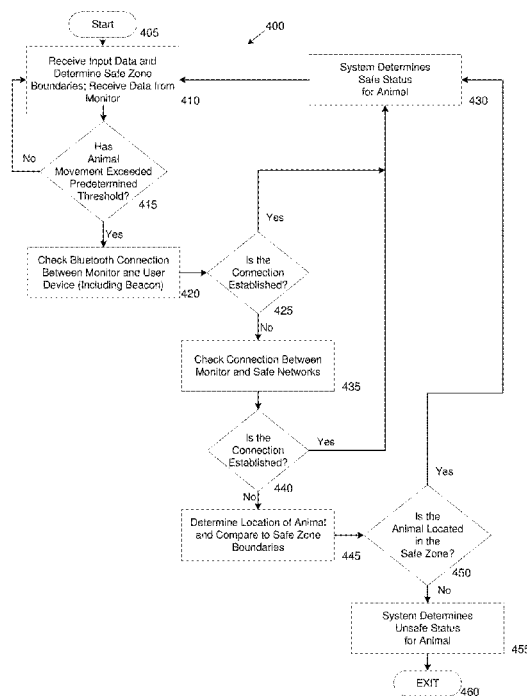 Start
405
400
Receive Input Data and
Determine Safe Zone
Boundaries; Receive Data from
Monitor
410
System Determines
Safe Status
for Animal
430
No
Has
Animal
Movement Exceeded
Predetermined
Threshold?
415
Yes
Yes
Check Bluetooth Connection
Between Monitor and User
Device (Including Beacon)
420
Is the
Connection
Established?
425
No
Check Connection Between
Monitor and Safe Networks
435
Is the
Connection
Established?
440
Yes
No
Yes
Determine Location of Animal
and Compare to Safe Zone
Boundaries
445
Is the
Animal Located
in the
Safe Zone?
450
No
System Determines
Unsafe Status
for Animal
455
EXIT
460